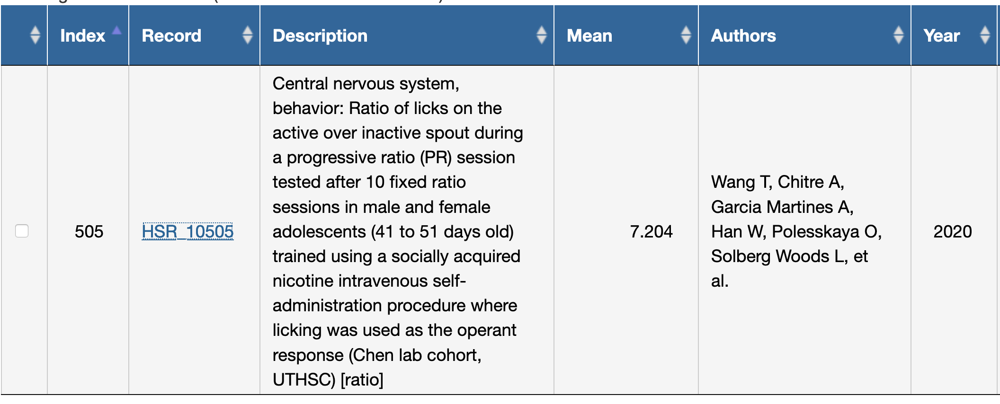 Index
Record
Description
Mean
Authors
Year
505
HSR_10505
Central nervous system,
behavior: Ratio of licks on the
active over inactive spout during
a progressive ratio (PR) session
tested after 10 fixed ratio
sessions in male and female
adolescents (41 to 51 days old)
trained using a socially acquired
nicotine intravenous self-
administration procedure where
licking was used as the operant
response (Chen lab cohort,
UTHSC) [ratio]
7.204
Wang T, Chitre A,
Garcia Martines A,
Han W, Polesskaya O,
Solberg Woods L, et
al.
2020